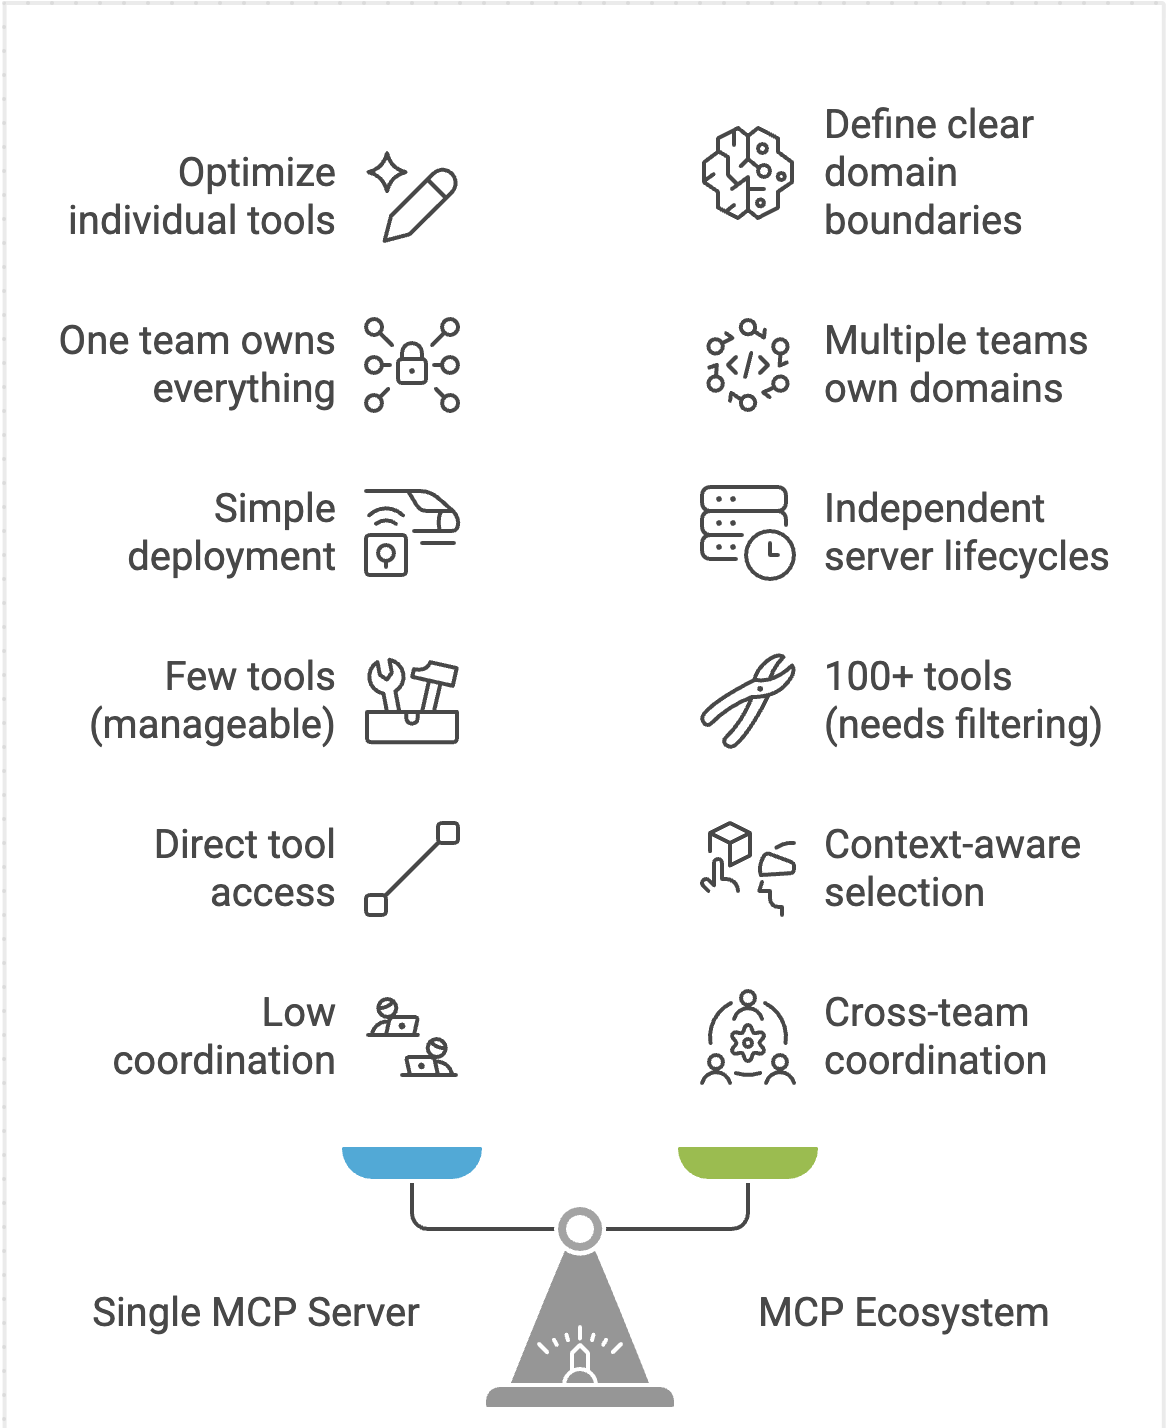 Optimize
individual tools
Define clear
domain
boundaries
One team owns
everything
Multiple teams
own domains
Simple
deployment
Independent
server lifecycles
Few tools
(manageable)
100+ tools
(needs filtering)
Direct tool
access
Context-aware
selection
Low
coordination
Cross-team
coordination
Single MCP Server
MCP Ecosystem